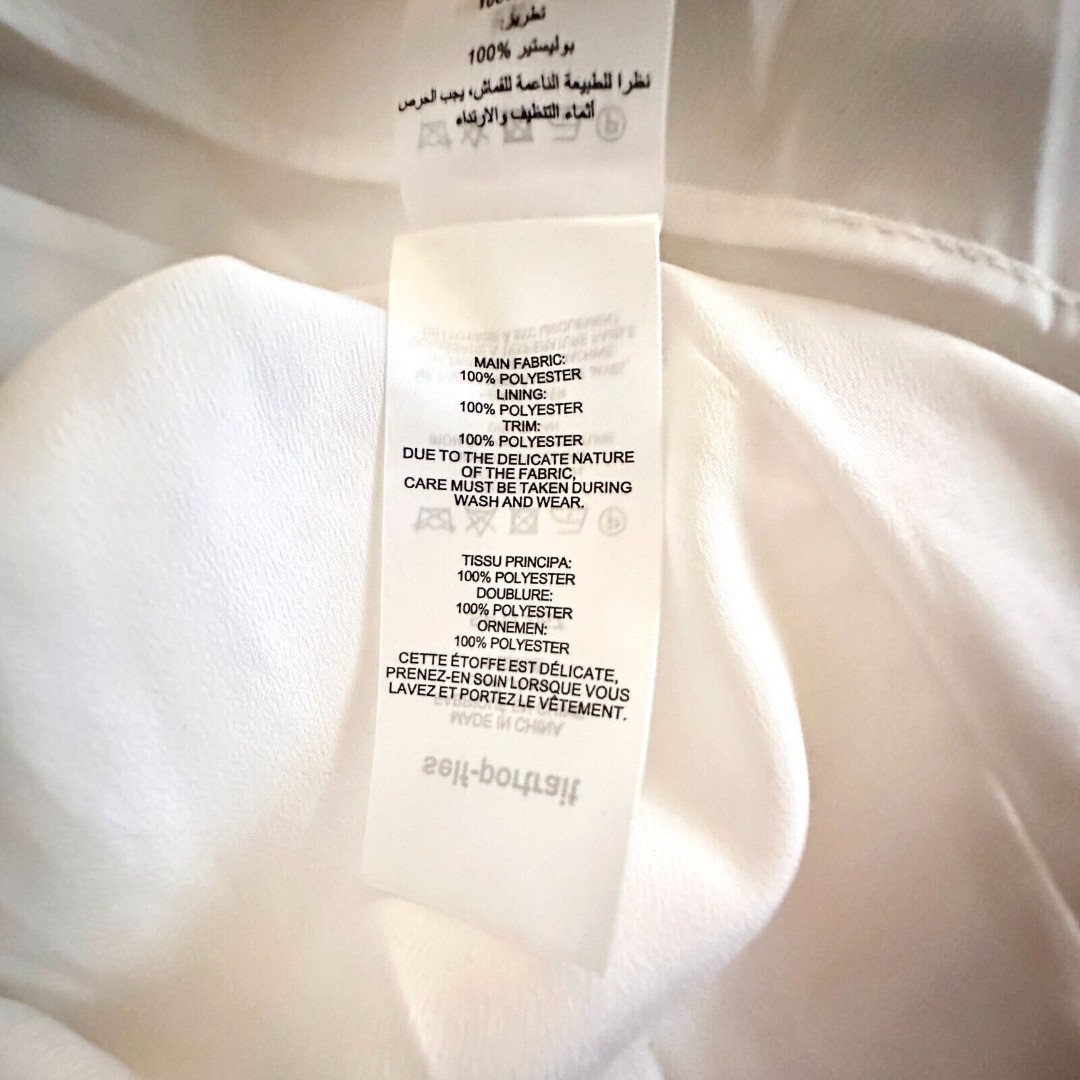 100%
تطريز:
بوليستير 100%
نظرا للطبيعة الناعمة للقماش، يجب الحرص
أثناء التنظيف والارتداء
MAIN FABRIC:
100% POLYESTER
LINING:
100% POLYESTER
TRIM:
100% POLYESTER
DUE TO THE DELICATE NATURE
OF THE FABRIC,
CARE MUST BE TAKEN DURING
WASH AND WEAR.
TISSU PRINCIPA:
100% POLYESTER
DOUBLURE:
100% POLYESTER
ORNEMEN:
100% POLYESTER
CETTE ÉTOFFE EST DÉLICATE,
PRENEZ-EN SOIN LORSQUE VOUS
LAVEZ ET PORTEZ LE VÊTEMENT.
MADE IN CHINA
self-portrait